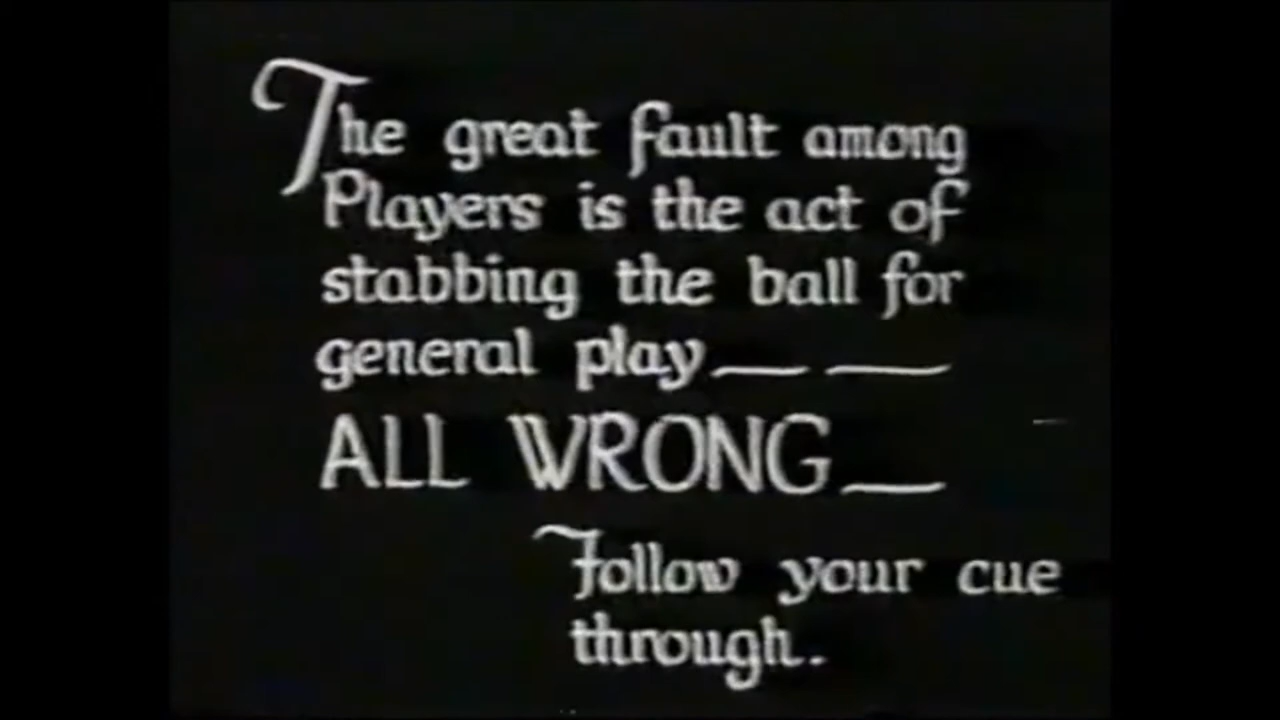 The great fault among
Players is the act of
stabbing the ball for
general play — —
ALL WRONG —
Follow your cue
through.